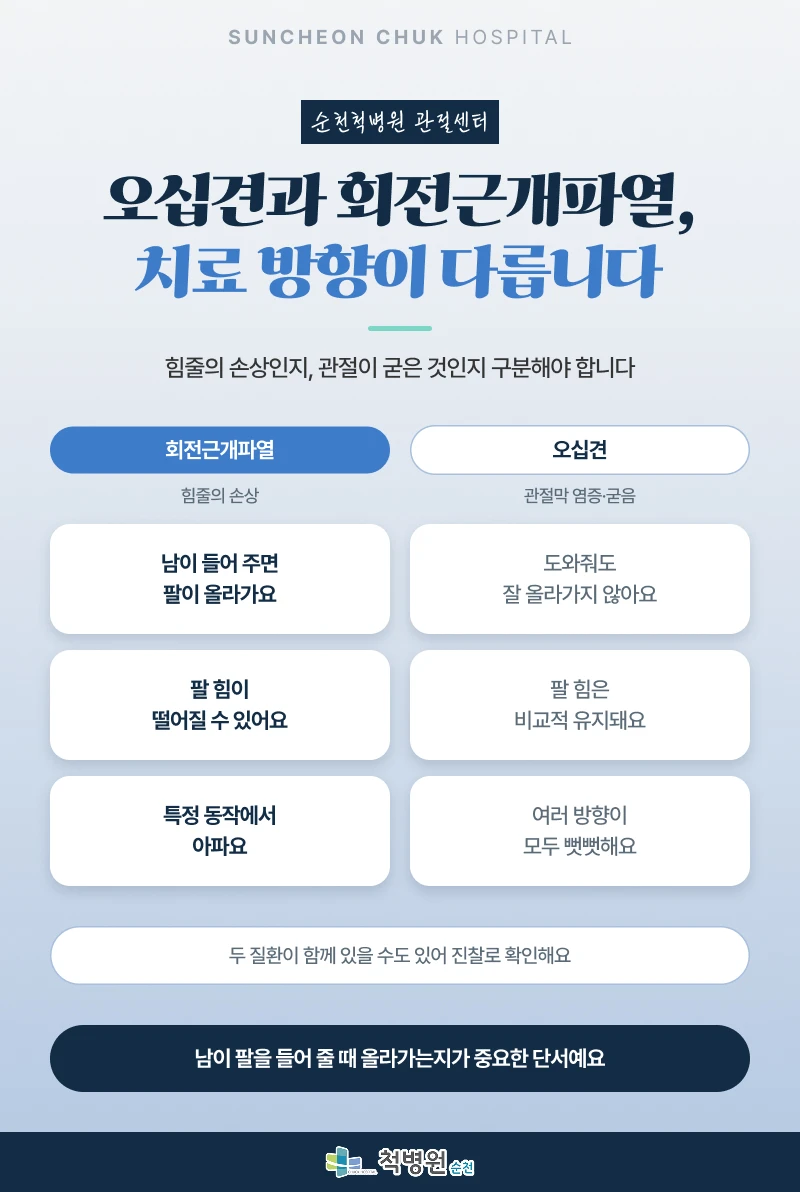 SUNCHEON CHUK HOSPITAL
순천척병원 관절센터
오십견과 회전근개파열,
치료 방향이 다릅니다
힘줄의 손상인지, 관절이 굳은 것인지 구분해야 합니다
회전근개파열
오십견
힘줄의 손상
관절막 염증·굳음
남이 들어 주면
팔이 올라가요
도와줘도
잘 올라가지 않아요
팔 힘이
떨어질 수 있어요
팔 힘은
비교적 유지돼요
특정 동작에서
아파요
여러 방향이
모두 뻣뻣해요
두 질환이 함께 있을 수도 있어 진찰로 확인해요
남이 팔을 들어 줄 때 올라가는지가 중요한 단서예요
척병원 순천